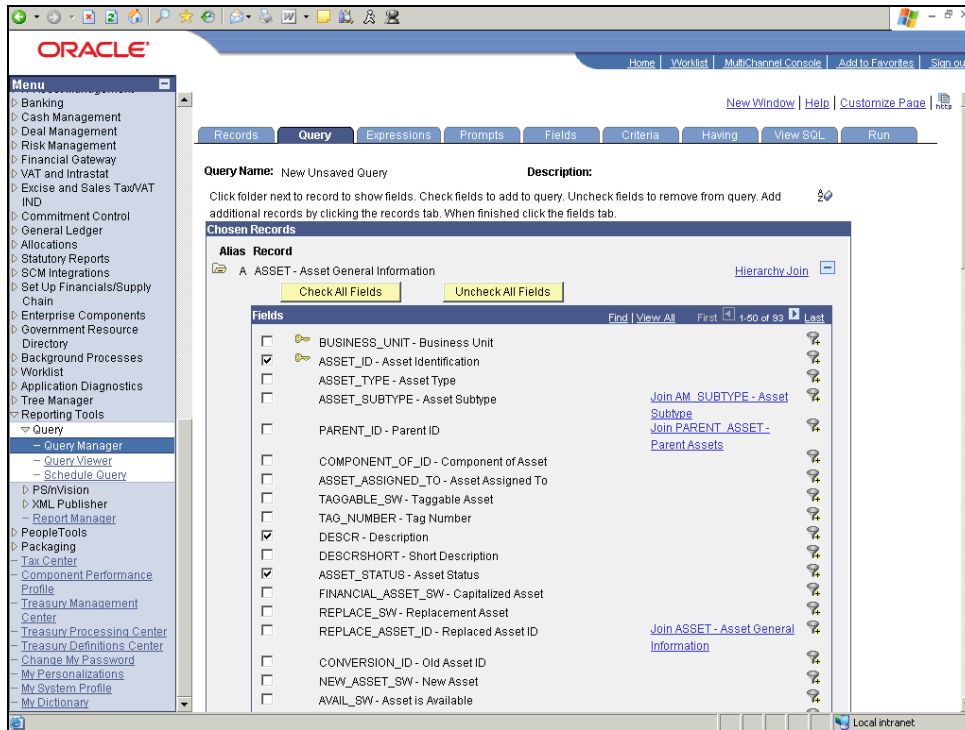 ORACLE®
Home | Worklist | MultiChannel Console | Add to Favorites | Sign ou
Menu
Banking
Cash Management
Deal Management
Risk Management
Financial Gateway
VAT and Intrastat
Excise and Sales Tax/VAT
IND
Commitment Control
General Ledger
Allocations
Statutory Reports
SCM Integrations
Set Up Financials/Supply
Chain
Enterprise Components
Government Resource
Directory
Background Processes
Worklist
Application Diagnostics
Tree Manager
Reporting Tools
Query
Query Manager
Query Viewer
Schedule Query
PS/nVision
XML Publisher
Report Manager
PeopleTools
Packaging
Tax Center
Component Performance
Profile
Treasury Management
Center
Treasury Processing Center
Treasury Definitions Center
Change My Password
My Personalizations
My System Profile
My Dictionary
New Window | Help | Customize Page | http
Records Query Expressions Prompts Fields Criteria Having View SQL Run
Query Name: New Unsaved Query Description:
Click folder next to record to show fields. Check fields to add to query. Uncheck fields to remove from query. Add
additional records by clicking the records tab. When finished click the fields tab.
Chosen Records
Alias Record
A ASSET - Asset General Information Hierarchy Join
Check All Fields Uncheck All Fields
Fields Find | View All First 1-50 of 93 Last
BUSINESS_UNIT - Business Unit
ASSET_ID - Asset Identification
ASSET_TYPE - Asset Type
ASSET_SUBTYPE - Asset Subtype Join AM_SUBTYPE - Asset
Subtype
PARENT_ID - Parent ID Join PARENT_ASSET -
Parent Assets
COMPONENT_OF_ID - Component of Asset
ASSET_ASSIGNED_TO - Asset Assigned To
TAGGABLE_SW - Taggable Asset
TAG_NUMBER - Tag Number
DESCR - Description
DESCRSHORT - Short Description
ASSET_STATUS - Asset Status
FINANCIAL_ASSET_SW - Capitalized Asset
REPLACE_SW - Replacement Asset
REPLACE_ASSET_ID - Replaced Asset ID Join ASSET - Asset General
Information
CONVERSION_ID - Old Asset ID
NEW_ASSET_SW - New Asset
AVAIL_SW - Asset is Available
Local intranet